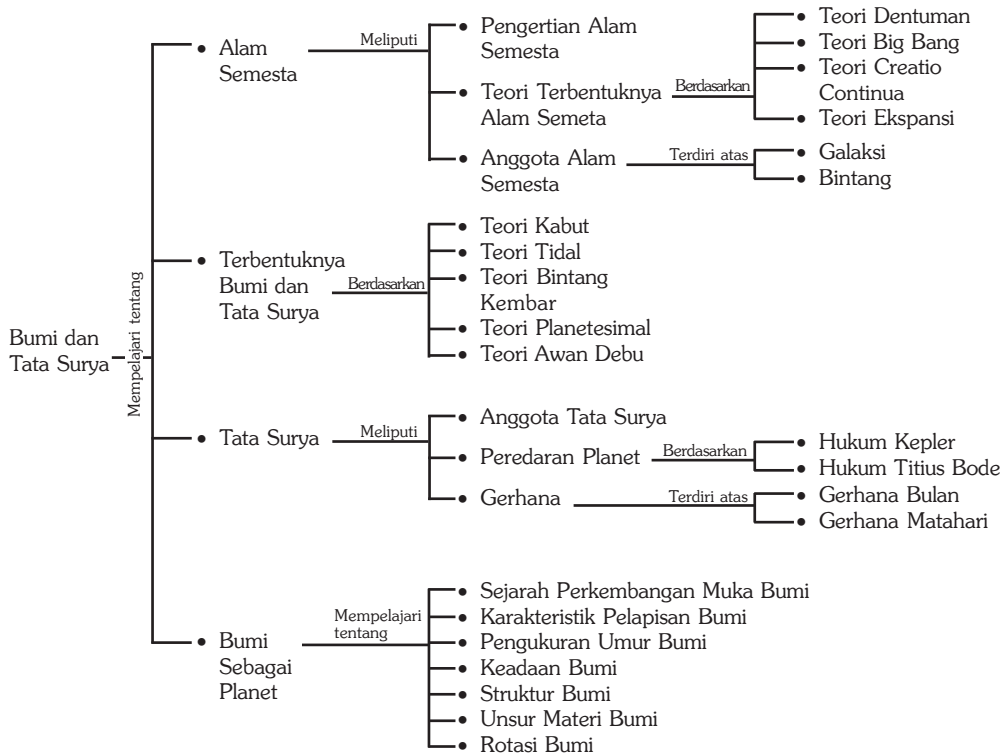 Bumi dan
Tata Surya
Mempelajari tentang
• Alam
Semesta
Meliputi
• Pengertian Alam
Semesta
• Teori Terbentuknya
Alam Semeta
Berdasarkan
• Teori Dentuman
• Teori Big Bang
• Teori Creatio
Continua
• Teori Ekspansi
• Anggota Alam
Semesta
Terdiri atas
• Galaksi
• Bintang
• Terbentuknya
Bumi dan
Tata Surya
Berdasarkan
• Teori Kabut
• Teori Tidal
• Teori Bintang
Kembar
• Teori Planetesimal
• Teori Awan Debu
• Tata Surya
Meliputi
• Anggota Tata Surya
• Peredaran Planet
Berdasarkan
• Hukum Kepler
• Hukum Titius Bode
• Gerhana
Terdiri atas
• Gerhana Bulan
• Gerhana Matahari
• Bumi
Sebagai
Planet
Mempelajari
tentang
• Sejarah Perkembangan Muka Bumi
• Karakteristik Pelapisan Bumi
• Pengukuran Umur Bumi
• Keadaan Bumi
• Struktur Bumi
• Unsur Materi Bumi
• Rotasi Bumi